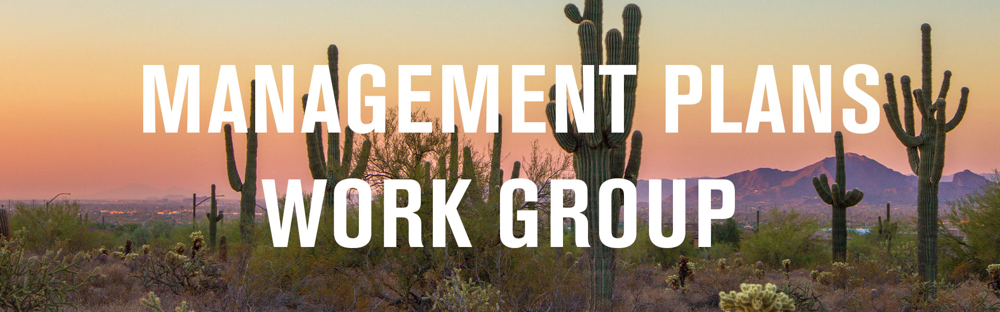 MANAGEMENT PLANS
WORK GROUP